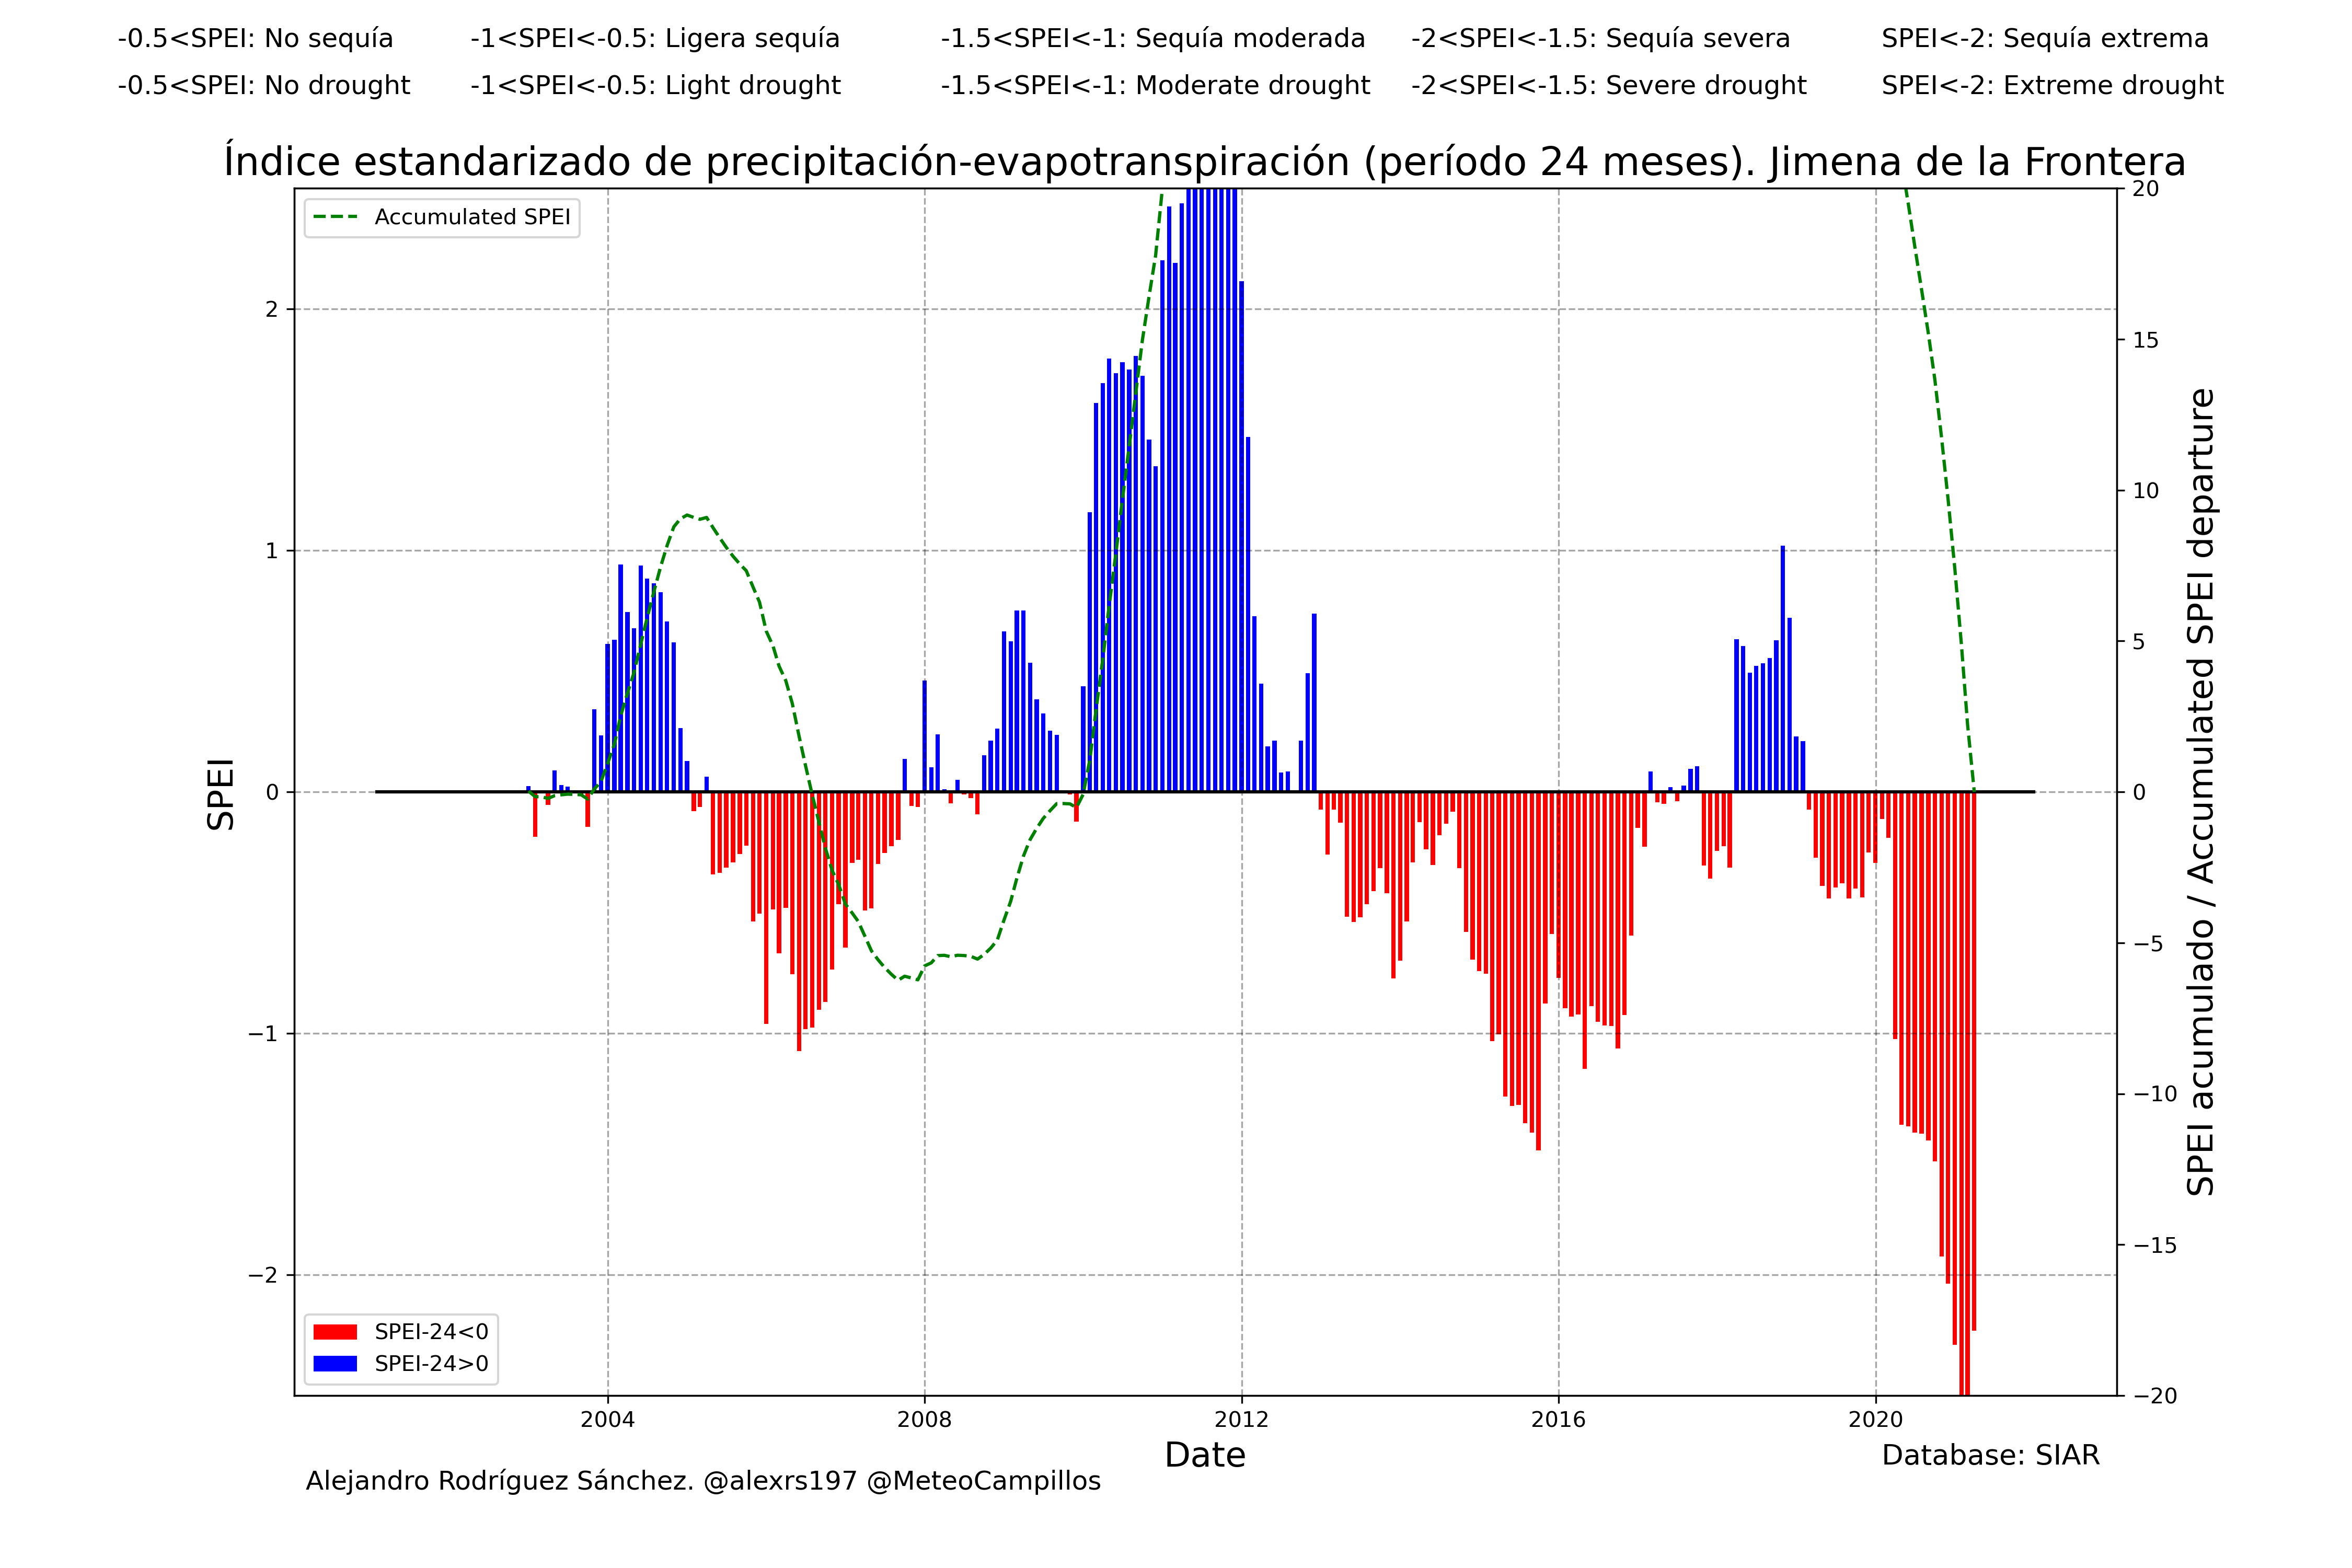 -0.5<SPEI: No sequía -1<SPEI<-0.5: Ligera sequía -1.5<SPEI<-1: Sequía moderada -2<SPEI<-1.5: Sequía severa SPEI<-2: Sequía extrema
-0.5<SPEI: No drought -1<SPEI<-0.5: Light drought -1.5<SPEI<-1: Moderate drought -2<SPEI<-1.5: Severe drought SPEI<-2: Extreme drought
Índice estandarizado de precipitación-evapotranspiración (período 24 meses). Jimena de la Frontera
Accumulated SPEI
SPEI
2
1
0
−1
−2
20
15
10
5
0
−5
−10
−15
−20
SPEI acumulado / Accumulated SPEI departure
SPEI-24<0
SPEI-24>0
2004 2008 2012 2016 2020
Date
Database: SIAR
Alejandro Rodríguez Sánchez. @alexrs197 @MeteoCampillos